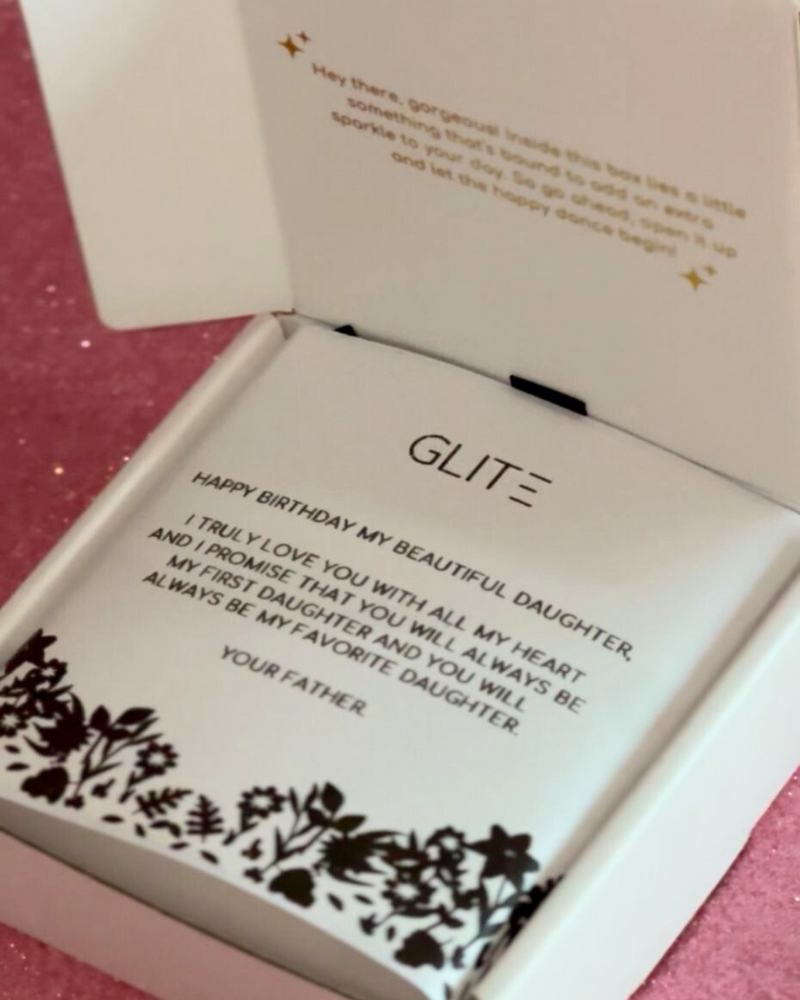 Hey there, gorgeous! Inside this box lies a little
something that's bound to add an extra
sparkle to your day. So go ahead, open it up
and let the happy dance begin!
GLITE
HAPPY BIRTHDAY MY BEAUTIFUL DAUGHTER,
I TRULY LOVE YOU WITH ALL MY HEART
AND I PROMISE THAT YOU WILL ALWAYS BE
MY FIRST DAUGHTER AND YOU WILL
ALWAYS BE MY FAVORITE DAUGHTER.
YOUR FATHER.